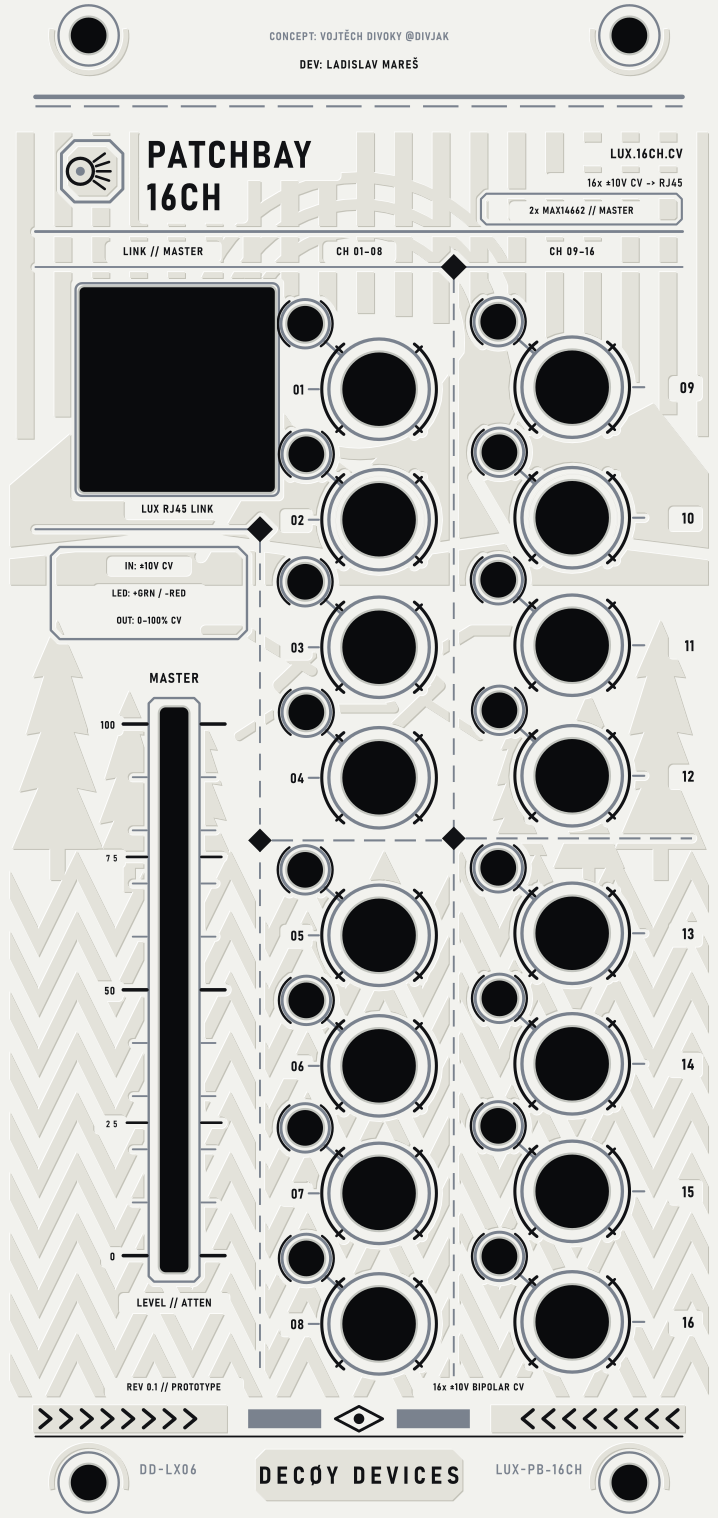 CONCEPT: VOJTĚCH DIVOKY @DIVJAK
DEV: LADISLAV MAREŠ
PATCHBAY
16CH
LUX.16CH.CV
16x ±10V CV -> RJ45
2x MAX14662 // MASTER
LINK // MASTER
CH 01-08
CH 09-16
01
09
LUX RJ45 LINK
02
10
IN: ±10V CV
LED: +GRN / -RED
OUT: 0-100% CV
03
11
MASTER
100
04
12
75
05
13
50
06
14
25
07
15
0
LEVEL // ATTEN
08
16
REV 0.1 // PROTOTYPE
16x ±10V BIPOLAR CV
DD-LX06
DECØY DEVICES
LUX-PB-16CH